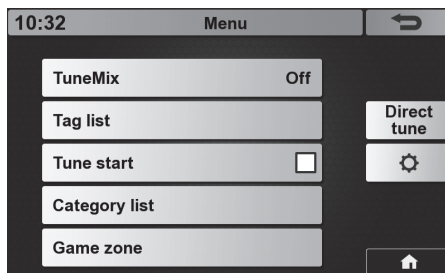 10:32 Menu
TuneMix Off
Tag list
Direct
tune
Tune start
Category list
Game zone